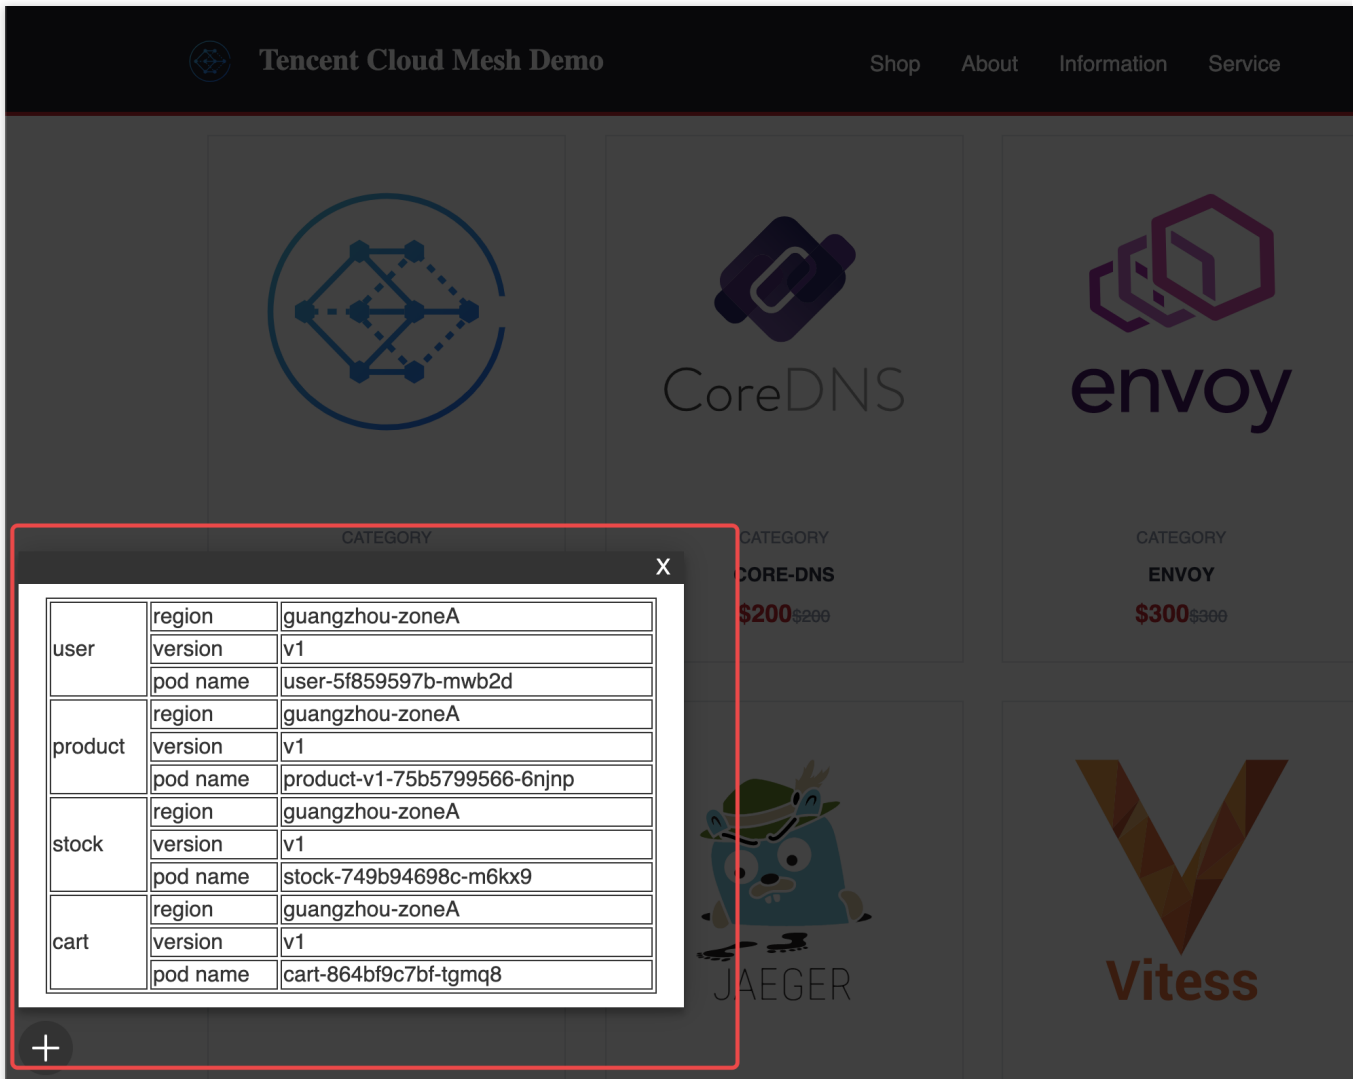 Tencent Cloud Mesh Demo
Shop About Information Service
CoreDNS
envoy
CATEGORY
CATEGORY
CORE-DNS
$200$200
CATEGORY
ENVOY
$300$300
X
user
region guangzhou-zoneA
version v1
pod name user-5f859597b-mwb2d
product
region guangzhou-zoneA
version v1
pod name product-v1-75b5799566-6njnp
stock
region guangzhou-zoneA
version v1
pod name stock-749b94698c-m6kx9
cart
region guangzhou-zoneA
version v1
pod name cart-864bf9c7bf-tgmq8
JAEGER
Vitess